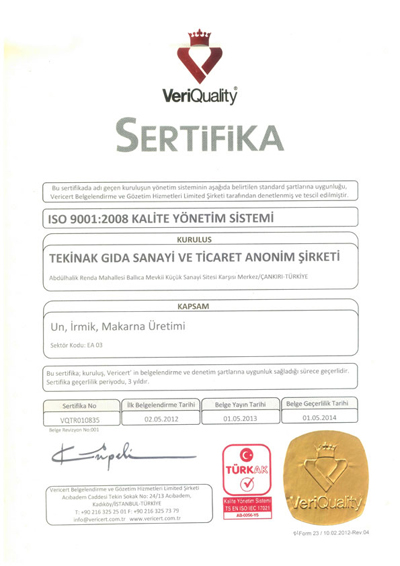 VeriQuality®
SERTİFİKA
Bu sertifikada adı geçen kuruluşun yönetim sisteminin aşağıda belirtilen standard şartlarına uygunluğu,
Vericert Belgelendirme ve Gözetim Hizmetleri Limited Şirketi tarafından denetlenmiş ve tescil edilmiştir.
ISO 9001:2008 KALİTE YÖNETİM SİSTEMİ
KURULUS
TEKİNAK GIDA SANAYİ VE TİCARET ANONİM ŞİRKETİ
Abdülhalik Renda Mahallesi Ballıca Mevkii Küçük Sanayi Sitesi Karşısı Merkez/ÇANKIRI-TÜRKİYE
KAPSAM
Un, İrmik, Makarna Üretimi
Sektör Kodu: EA 03
Bu sertifika; kuruluş, Vericert' in belgelendirme ve denetim şartlarına uygunluk sağladığı sürece geçerlidir.
Sertifika geçerlilik periyodu, 3 yıldır.
Sertifika No İlk Belgelendirme Tarihi Belge Yayın Tarihi Belge Geçerlilik Tarihi
VQTR01083S 02.05.2012 01.05.2013 01.05.2014
Belge Revizyon No:001
Vericert Belgelendirme ve Gözetim Hizmetleri Limited Şirketi
Acıbadem Caddesi Tekin Sokak No: 24/13 Acıbadem,
Kadıköy/İSTANBUL-TÜRKİYE
T: +90 216 325 25 03 F: +90 216 325 73 79
info@vericert.com.tr www.vericert.com.tr
TÜRKAK
Kalite Yönetim Sistemi
TS EN ISO-IEC 17021
AB-0006-YS
VeriQuality
91Form 23 / 10.02.2012-Rev 04